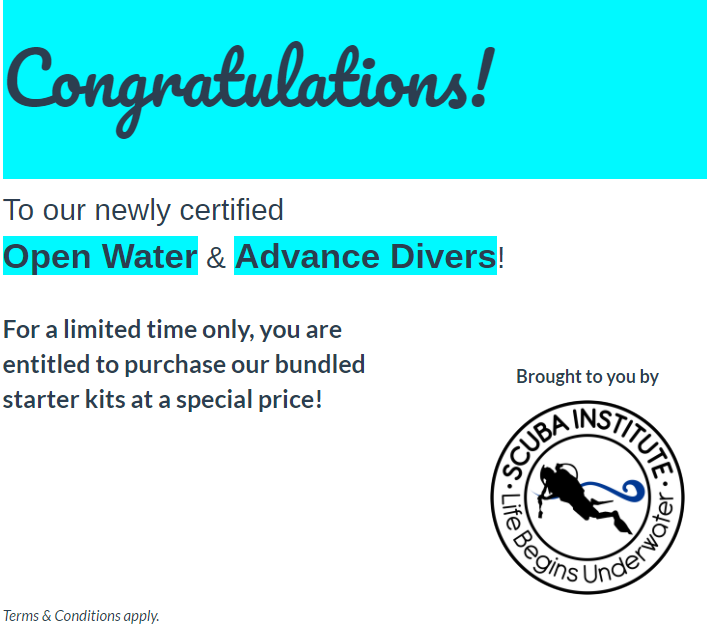 Congratulations!
To our newly certified
Open Water & Advance Divers!
For a limited time only, you are
entitled to purchase our bundled
starter kits at a special price!
Brought to you by
· SCUBA INSTITUTE ·
Life Begins Underwater
Terms & Conditions apply.